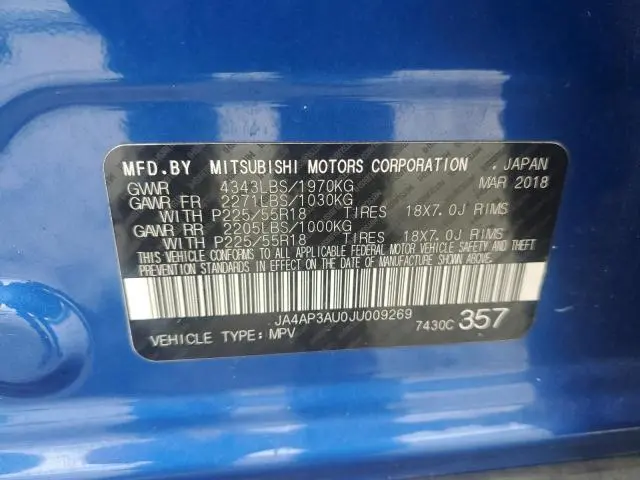 MFD.BY MITSUBISHI MOTORS CORPORATION . JAPAN
GVWR 4343LBS/1970KG MAR 2018
GAWR FR 2271LBS/1030KG
WITH P225/55R18 TIRES 18X7.0J RIMS
GAWR RR 2205LBS/1000KG
WITH P225/55R18 TIRES 18X7.0J RIMS
THIS VEHICLE CONFORMS TO ALL APPLICABLE FEDERAL MOTOR VEHICLE SAFETY AND THEFT
PREVENTION STANDARDS IN EFFECT ON THE DATE OF MANUFACTURE SHOWN ABOVE.
JA4AP3AU0JU009269
VEHICLE TYPE: MPV 7430C 357